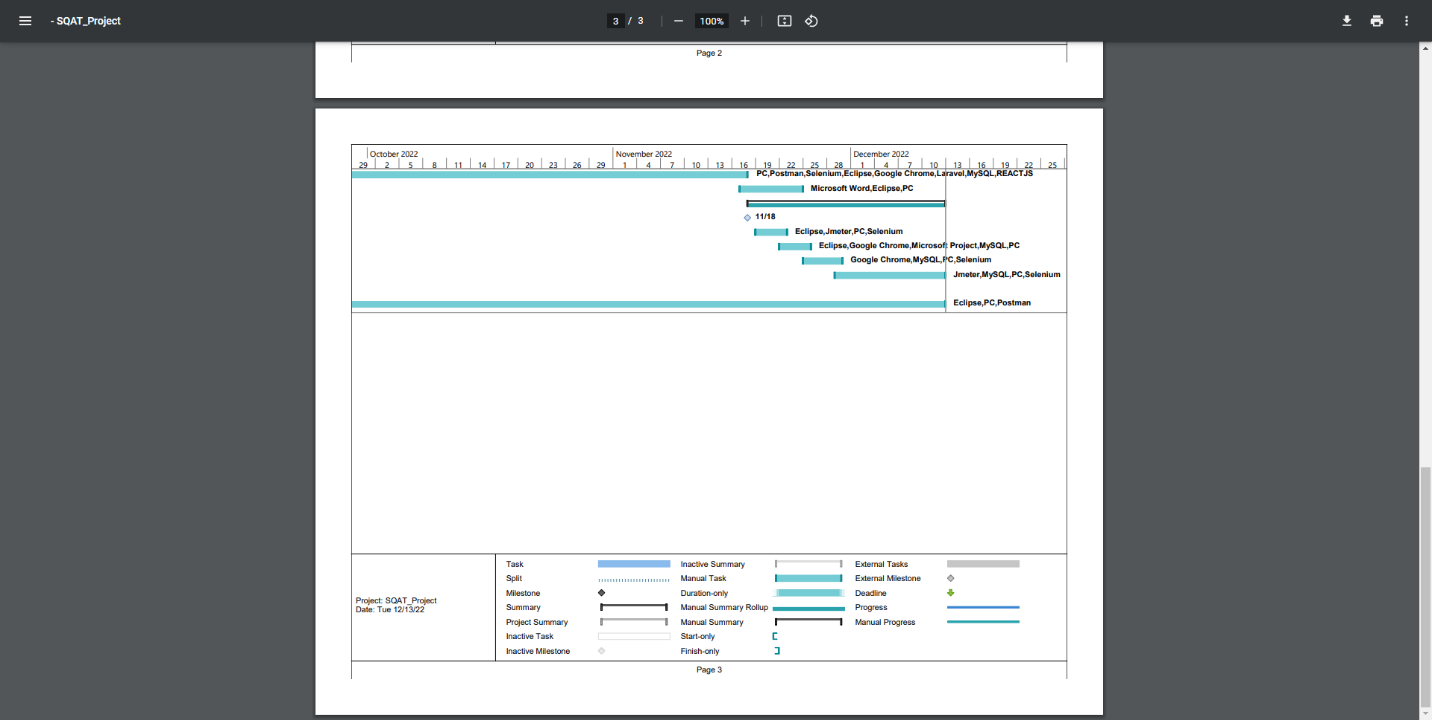 - SQAT_Project
3 / 3
100%
Page 2
October 2022 November 2022 December 2022
29 2 5 8 11 14 17 20 23 26 29 1 4 7 10 13 16 19 22 25 28 1 4 7 10 13 16 19 22 25
PC,Postman,Selenium,Eclipse,Google Chrome,Laravel,MySQL,REACTJS
Microsoft Word,Eclipse,PC
11/18
Eclipse,Jmeter,PC,Selenium
Eclipse,Google Chrome,Microsoft Project,MySQL,PC
Google Chrome,MySQL,PC,Selenium
Jmeter,MySQL,PC,Selenium
Eclipse,PC,Postman
Project: SQAT_Project
Date: Tue 12/13/22
Task
Split
Milestone
Summary
Project Summary
Inactive Task
Inactive Milestone
Inactive Summary
Manual Task
Duration-only
Manual Summary Rollup
Manual Summary
Start-only
Finish-only
External Tasks
External Milestone
Deadline
Progress
Manual Progress
Page 3